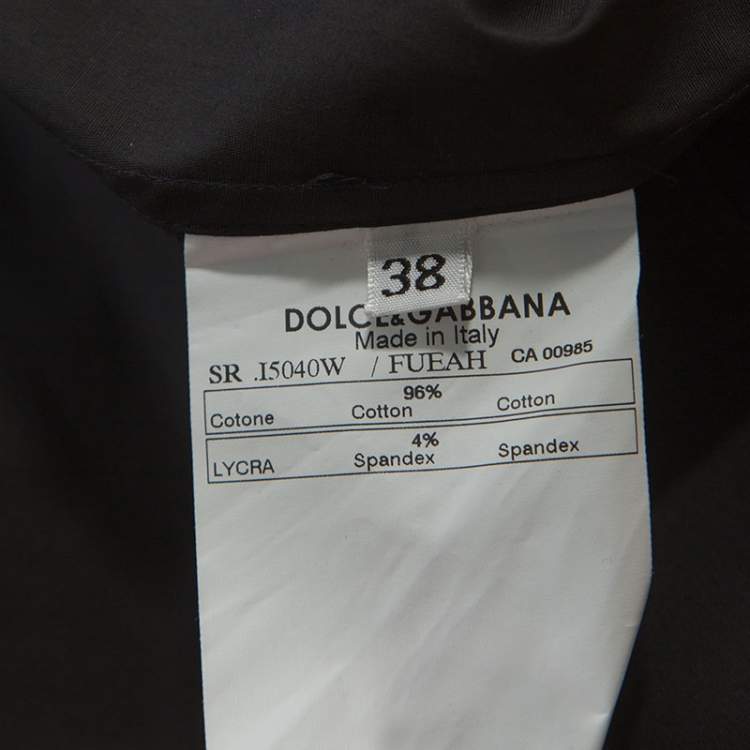 38
DOLCE&GABBANA
Made in Italy
SR .I5040W / FUEAH CA 00985
96%
Cotone Cotton Cotton
4%
LYCRA Spandex Spandex